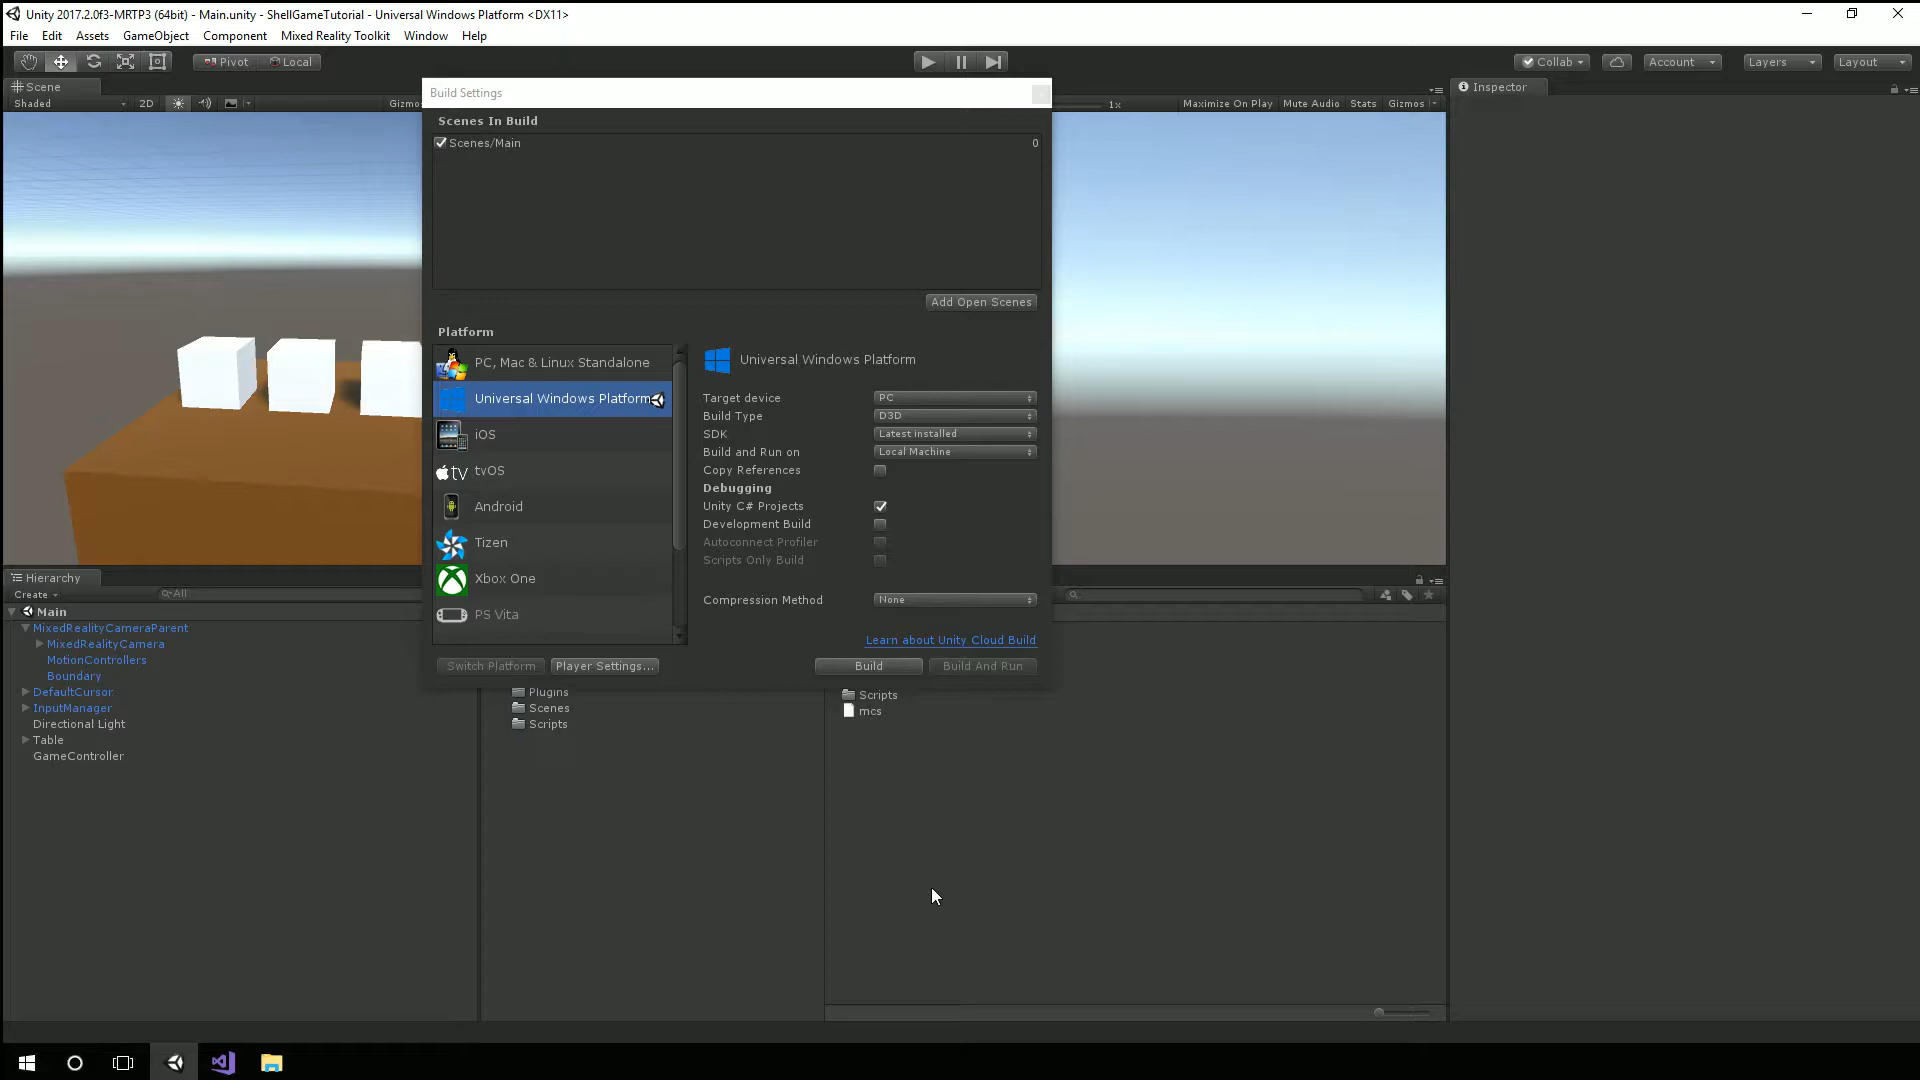 Unity 2017.2.0f3-MRTP3 (64bit) - Main.unity - ShellGameTutorial - Universal Windows Platform <DX11>
File Edit Assets GameObject Component Mixed Reality Toolkit Window Help
Pivot Local Collab Account Layers Layout
Scene
Inspector
Shaded 2D Gizmo 1x Maximize On Play Mute Audio Stats Gizmos
Build Settings
Scenes In Build
Scenes/Main 0
Add Open Scenes
Platform
PC, Mac & Linux Standalone
Universal Windows Platform
iOS
tv tvOS
Android
Tizen
Xbox One
PS Vita
Universal Windows Platform
Target device PC
Build Type D3D
SDK Latest installed
Build and Run on Local Machine
Copy References
Debugging
Unity C# Projects
Development Build
Autoconnect Profiler
Scripts Only Build
Compression Method None
Learn about Unity Cloud Build
Switch Platform Player Settings... Build Build And Run
Hierarchy
Create All
Main
MixedRealityCameraParent
MixedRealityCamera
MotionControllers
Boundary
DefaultCursor
InputManager
Directional Light
Table
GameController
Plugins
Scenes
Scripts
Scripts
mcs